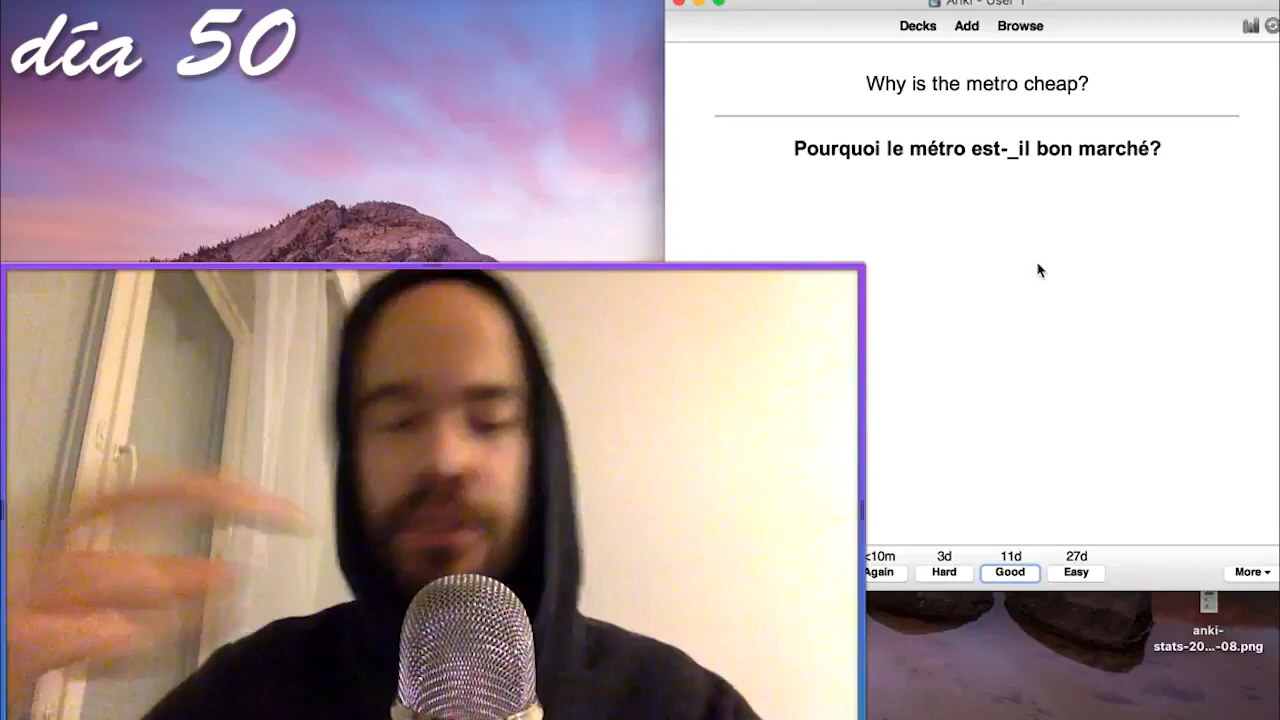 día 50
Anki - User 1
Decks Add Browse
Why is the metro cheap?
Pourquoi le métro est-_il bon marché?
<10m 3d 11d 27d
Again Hard Good Easy More
anki-
stats-20...-08.png